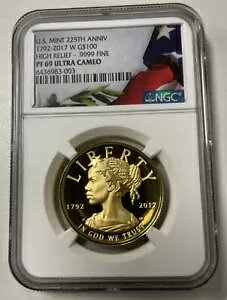 U.S. MINT 225TH ANNIV.
1792-2017 W G$100
HIGH RELIEF - .9999 FINE
PF 69 ULTRA CAMEO
6436983-003
NGC
LIBERTY
1792 2017
IN GOD WE TRUST